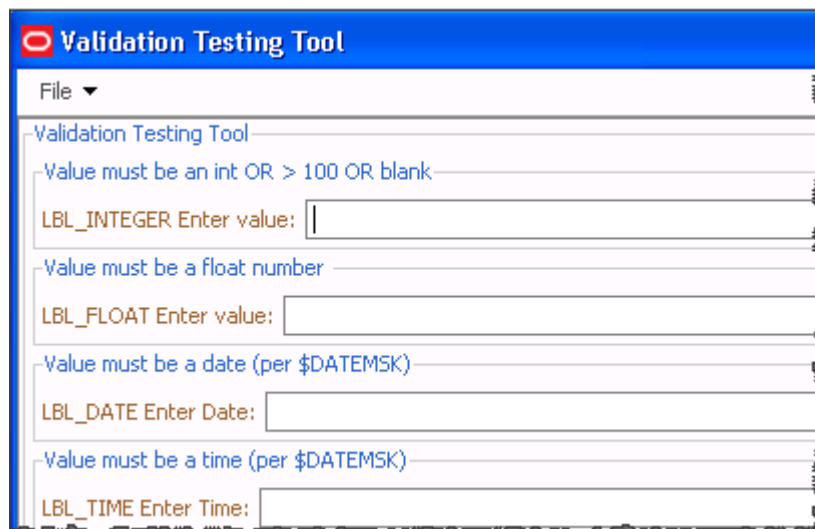 Validation Testing Tool
File
Validation Testing Tool
Value must be an int OR > 100 OR blank
LBL_INTEGER Enter value:
Value must be a float number
LBL_FLOAT Enter value:
Value must be a date (per $DATEMSK)
LBL_DATE Enter Date:
Value must be a time (per $DATEMSK)
LBL_TIME Enter Time: